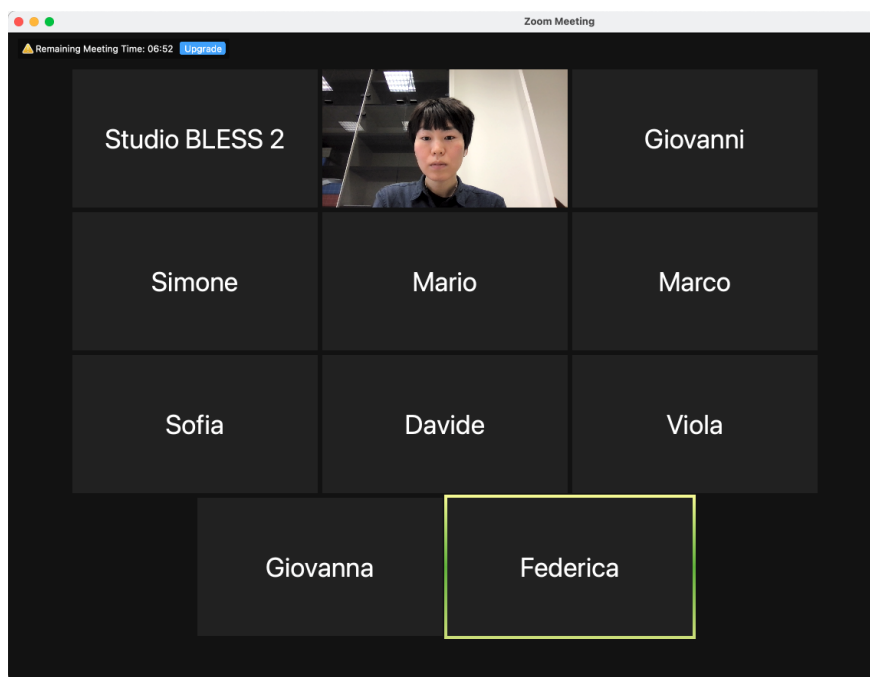 Zoom Meeting
Remaining Meeting Time: 06:52 Upgrade
Studio BLESS 2
Giovanni
Simone
Mario
Marco
Sofia
Davide
Viola
Giovanna
Federica